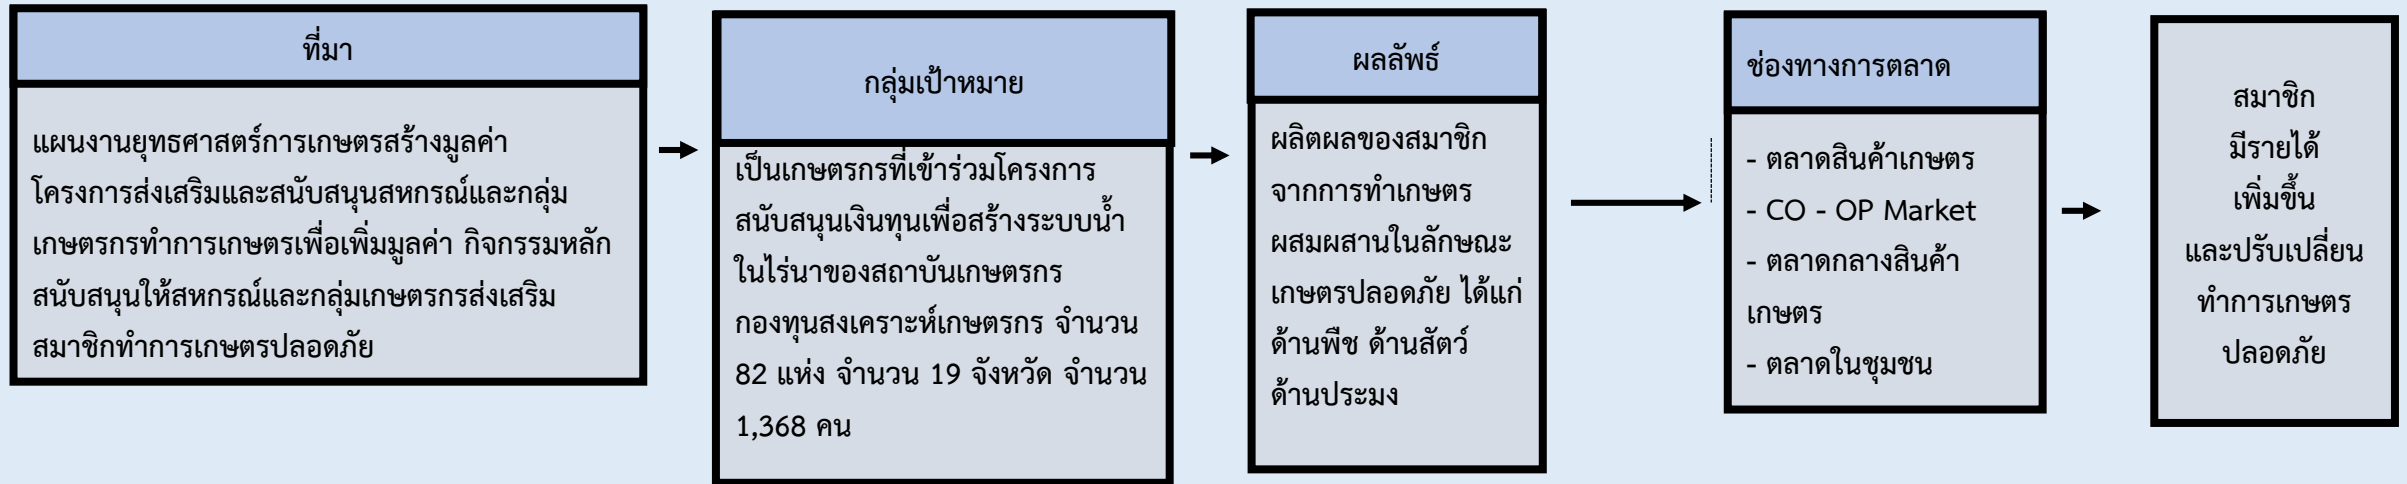 ที่มา
แผนงานยุทธศาสตร์การเกษตรสร้างมูลค่า
โครงการส่งเสริมและสนับสนุนสหกรณ์และกลุ่ม
เกษตรกรทำการเกษตรเพื่อเพิ่มมูลค่า กิจกรรมหลัก
สนับสนุนให้สหกรณ์และกลุ่มเกษตรกรส่งเสริม
สมาชิกทำการเกษตรปลอดภัย
กลุ่มเป้าหมาย
เป็นเกษตรกรที่เข้าร่วมโครงการ
สนับสนุนเงินทุนเพื่อสร้างระบบน้ำ
ในไร่นาของสถาบันเกษตรกร
กองทุนสงเคราะห์เกษตรกร จำนวน
82 แห่ง จำนวน 19 จังหวัด จำนวน
1,368 คน
ผลลัพธ์
ผลิตผลของสมาชิก
จากการทำเกษตร
ผสมผสานในลักษณะ
เกษตรปลอดภัย ได้แก่
ด้านพืช ด้านสัตว์
ด้านประมง
ช่องทางการตลาด
- ตลาดสินค้าเกษตร
- CO - OP Market
- ตลาดกลางสินค้า
เกษตร
- ตลาดในชุมชน
สมาชิก
มีรายได้
เพิ่มขึ้น
และปรับเปลี่ยน
ทำการเกษตร
ปลอดภัย